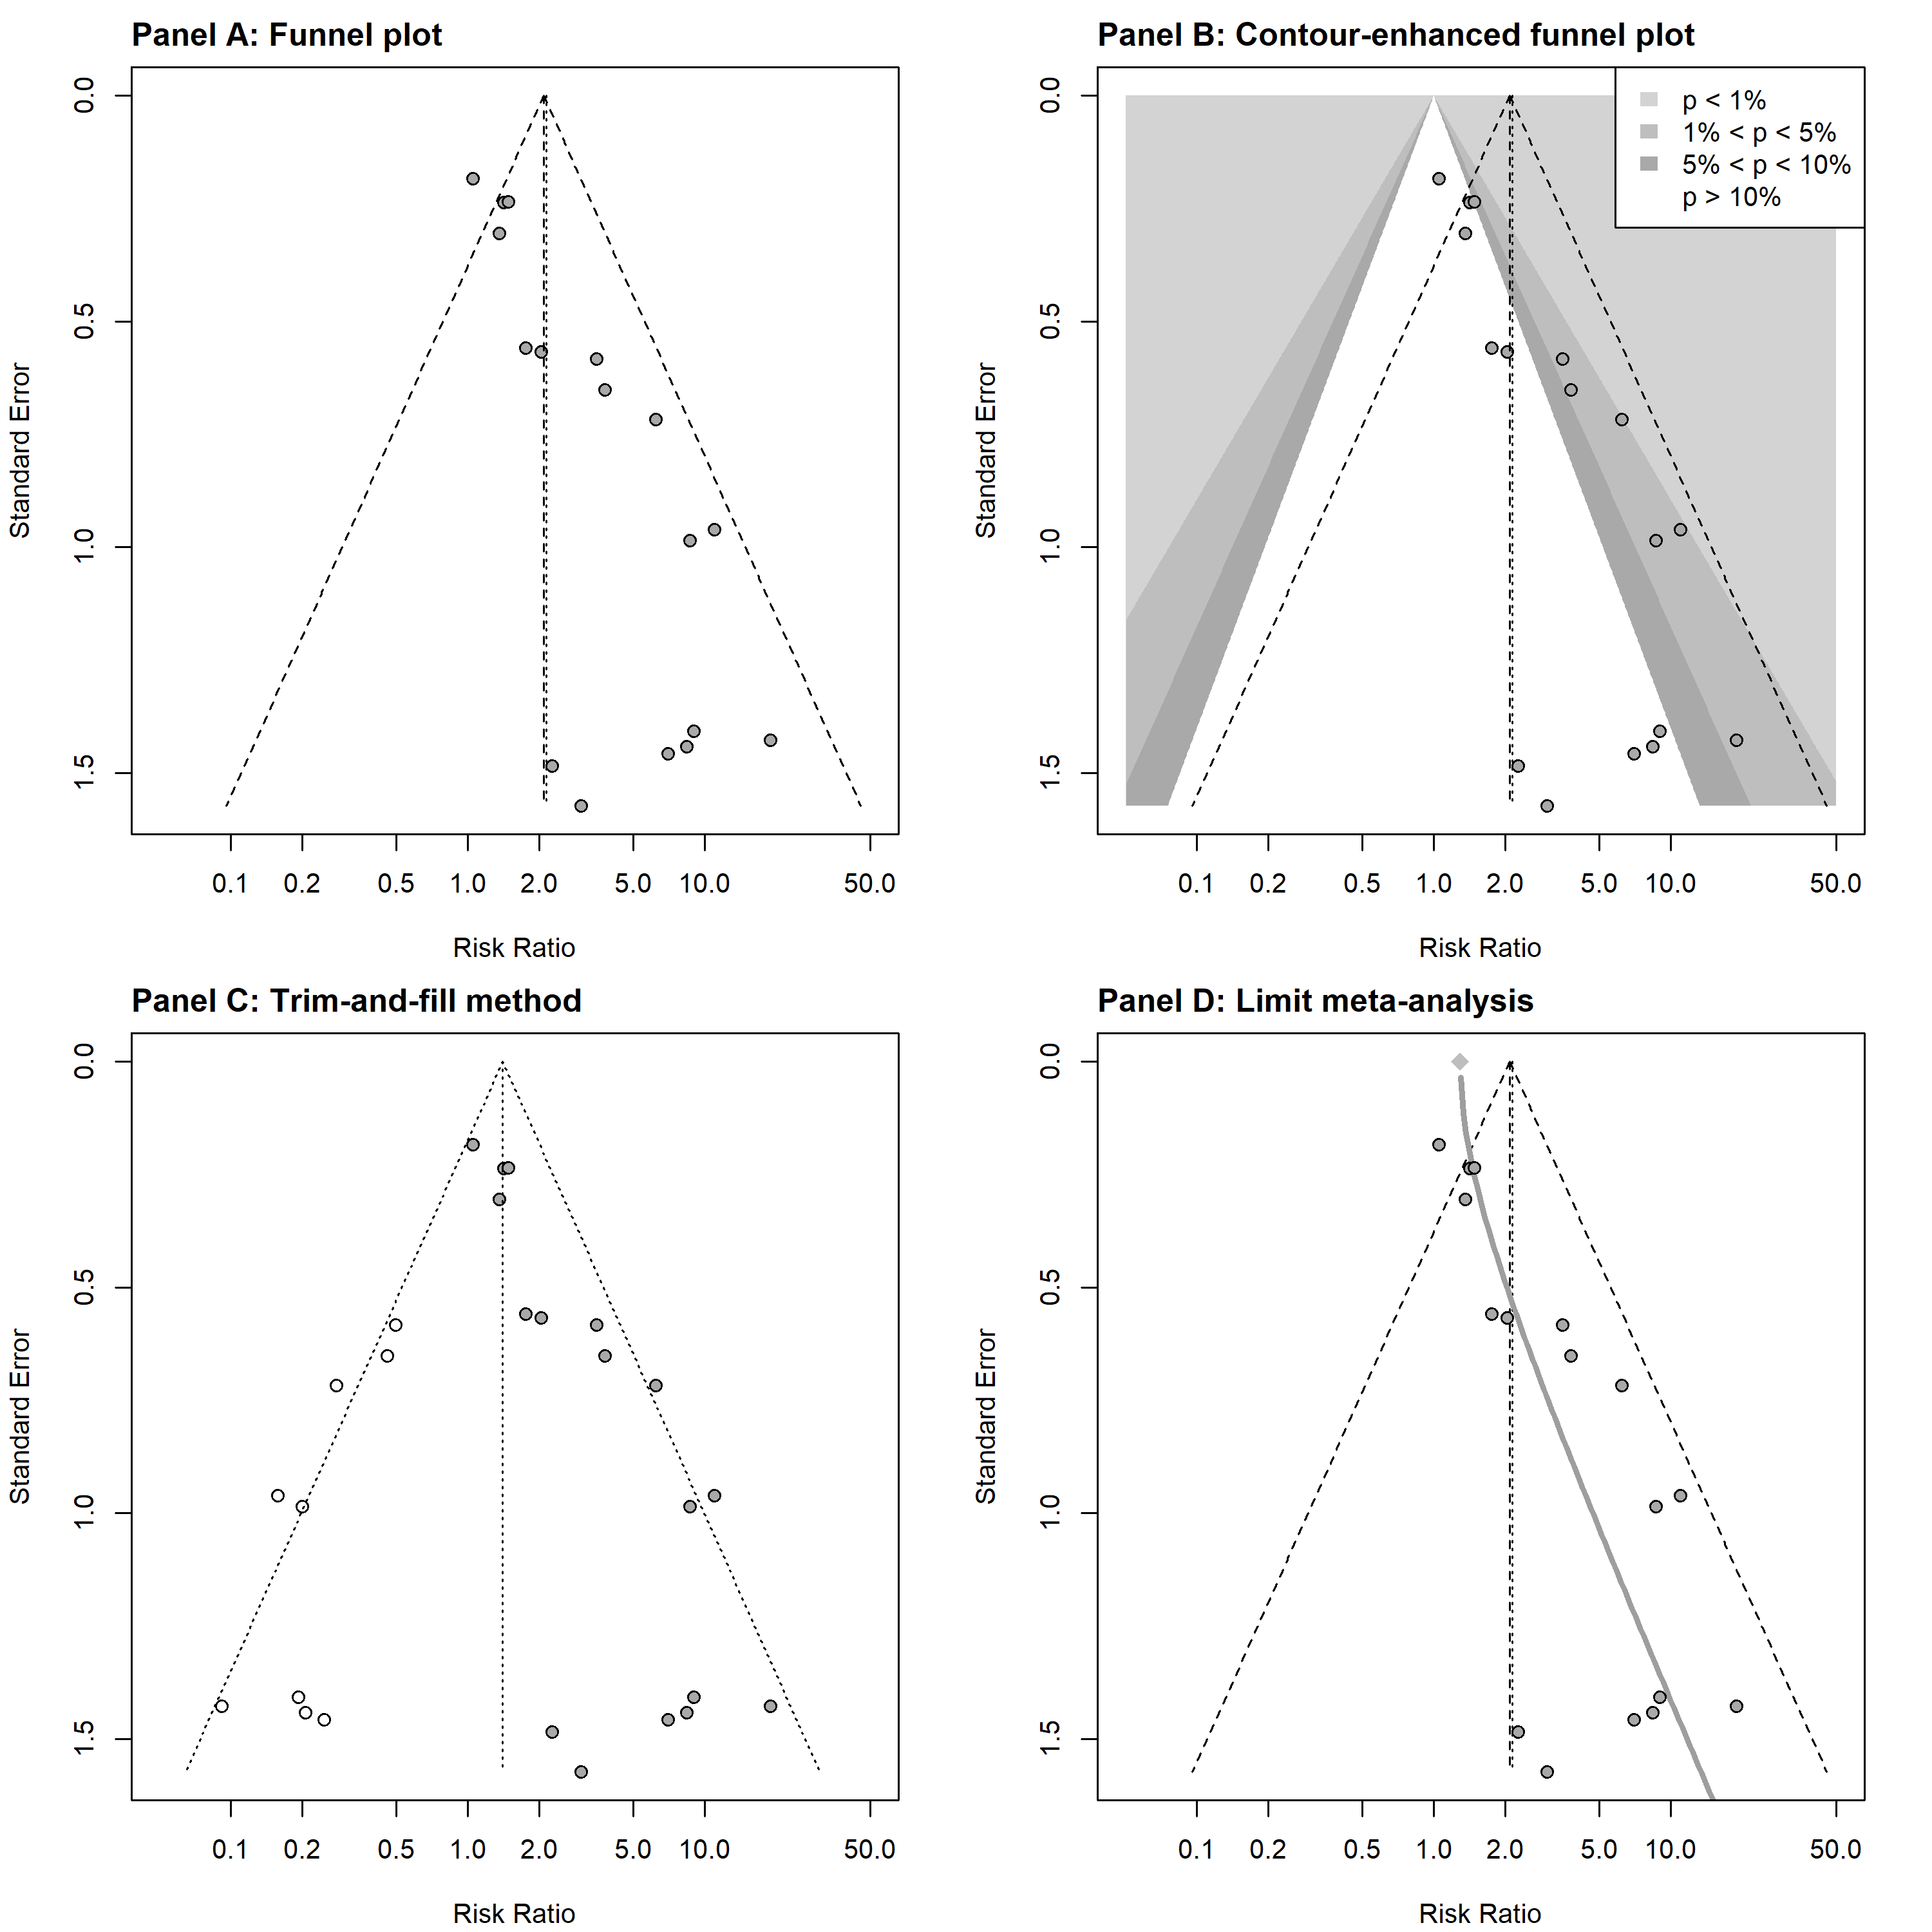 Panel A: Funnel plot
Standard Error
0.0
0.5
1.0
1.5
0.1 0.2 0.5 1.0 2.0 5.0 10.0 50.0
Risk Ratio
Panel B: Contour-enhanced funnel plot
p < 1%
1% < p < 5%
5% < p < 10%
p > 10%
Standard Error
0.0
0.5
1.0
1.5
0.1 0.2 0.5 1.0 2.0 5.0 10.0 50.0
Risk Ratio
Panel C: Trim-and-fill method
Standard Error
0.0
0.5
1.0
1.5
0.1 0.2 0.5 1.0 2.0 5.0 10.0 50.0
Risk Ratio
Panel D: Limit meta-analysis
Standard Error
0.0
0.5
1.0
1.5
0.1 0.2 0.5 1.0 2.0 5.0 10.0 50.0
Risk Ratio